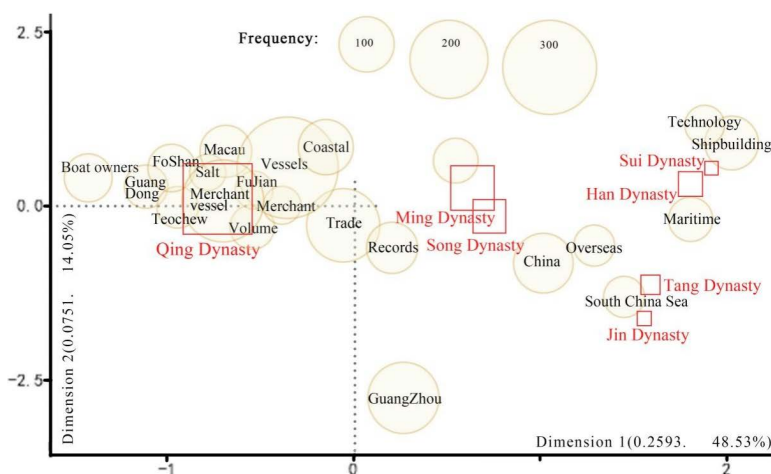 2.5
Frequency:
100
200
300
Technology
Shipbuilding
Coastal
Macau
Vessels
FoShan
Boat owners
Salt
Sui Dynasty
Guang
Dong
FuJian
Han Dynasty
Merchant
vessel
Merchant
0.0
Teochew
Volume
Trade
Ming Dynasty
Song Dynasty
Maritime
Qing Dynasty
Records
China
Overseas
Tang Dynasty
South China Sea
Jin Dynasty
-2.5
GuangZhou
Dimension 2(0.0751. 14.05%)
Dimension 1(0.2593. 48.53%)
-1
0
2